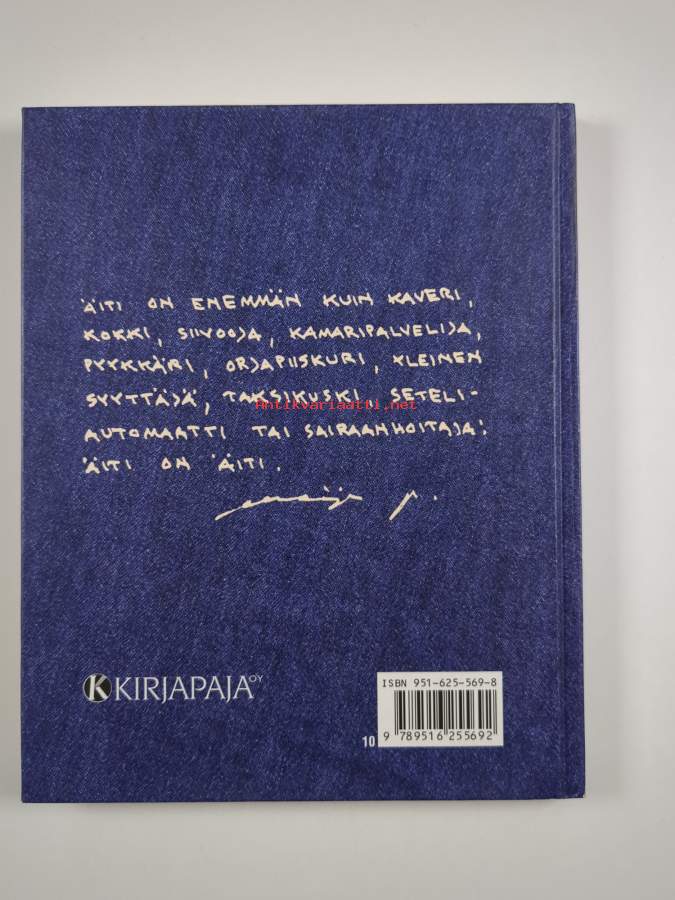 ÄITI ON ENEMMÄN KUIN KAVERI,
KOKKI, SIIVOOJA, KAMARIPALVELIJA,
PYYKKÄRI, ORJAPIISKURI, YLEINEN
SYYTTÄJÄ, TAKSIKUSKI, SETELI-
Antikvariaatti.net
AUTOMAATTI TAI SAIRAANHOITAJA:
ÄITI ON ÄITI.
K KIRJAPAJA OY
ISBN 951-625-569-8
10
9 789516 255692